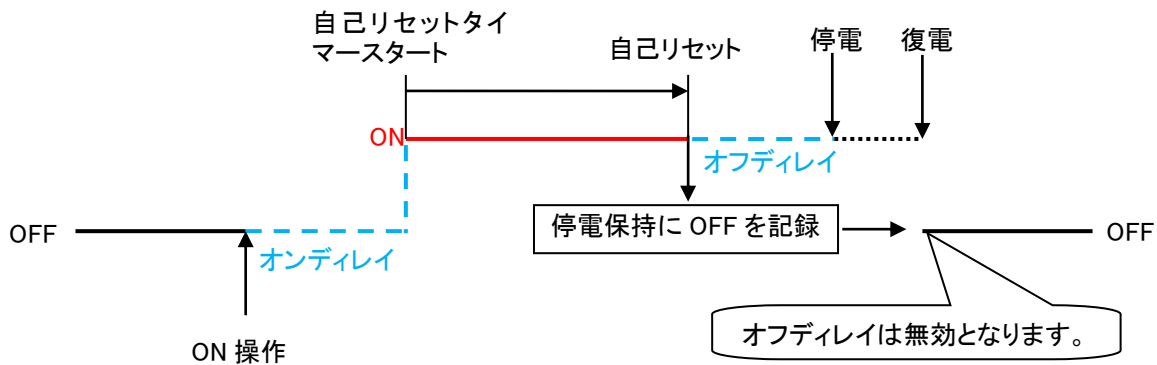 自己リセットタイ
マースタート
自己リセット
停電
復電
ON
オフディレイ
停電保持に OFF を記録
OFF
オンディレイ
OFF
オフディレイは無効となります。
ON 操作